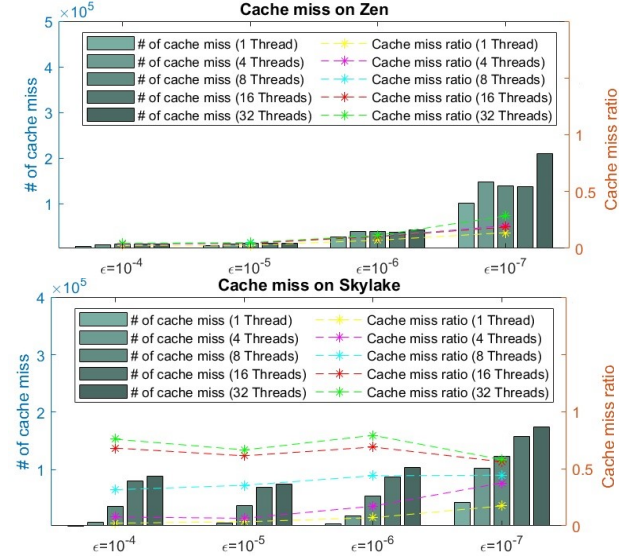 Cache miss on Zen
×10^5
5
4
3
2
1
# of cache miss
# of cache miss (1 Thread)
# of cache miss (4 Threads)
# of cache miss (8 Threads)
# of cache miss (16 Threads)
# of cache miss (32 Threads)
Cache miss ratio (1 Thread)
Cache miss ratio (4 Threads)
Cache miss ratio (8 Threads)
Cache miss ratio (16 Threads)
Cache miss ratio (32 Threads)
2
1
0.5
0
Cache miss ratio
ϵ=10^-4
ϵ=10^-5
ϵ=10^-6
ϵ=10^-7
Cache miss on Skylake
×10^5
4
3
2
1
# of cache miss
# of cache miss (1 Thread)
# of cache miss (4 Threads)
# of cache miss (8 Threads)
# of cache miss (16 Threads)
# of cache miss (32 Threads)
Cache miss ratio (1 Thread)
Cache miss ratio (4 Threads)
Cache miss ratio (8 Threads)
Cache miss ratio (16 Threads)
Cache miss ratio (32 Threads)
2
1
0.5
0
Cache miss ratio
ϵ=10^-4
ϵ=10^-5
ϵ=10^-6
ϵ=10^-7